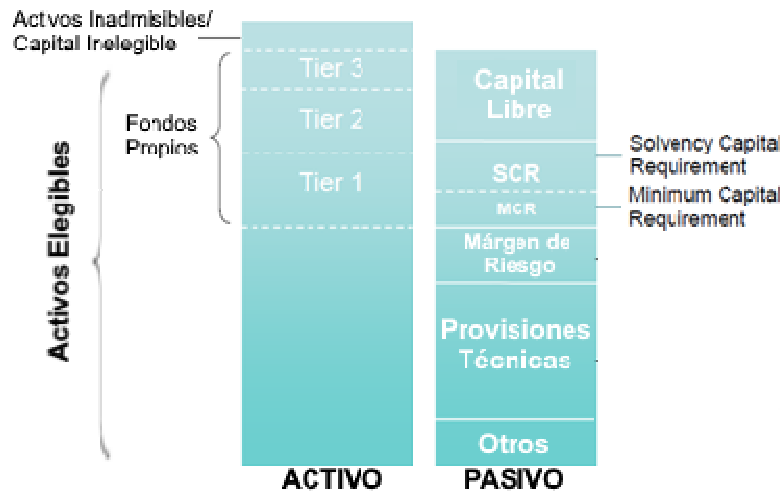 Activos Inadmisibles/
Capital Inelegible
Activos Elegibles
Fondos
Propios
Tier 3
Tier 2
Tier 1
ACTIVO
Capital
Libre
SCR
MCR
Márgen de
Riesgo
Provisiones
Técnicas
Otros
PASIVO
Solvency Capital
Requirement
Minimum Capital
Requirement